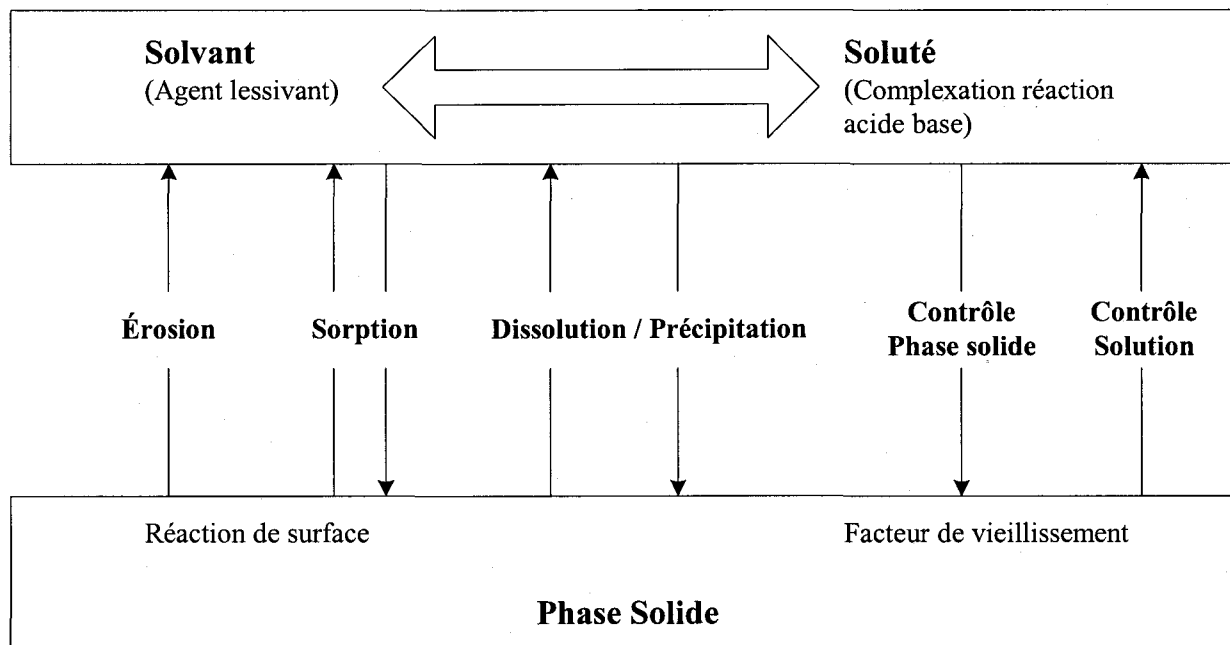 Solvant
(Agent lessivant)
Soluté
(Complexation réaction
acide base)
Érosion
Sorption
Dissolution / Précipitation
Contrôle
Phase solide
Contrôle
Solution
Réaction de surface
Facteur de vieillissement
Phase Solide